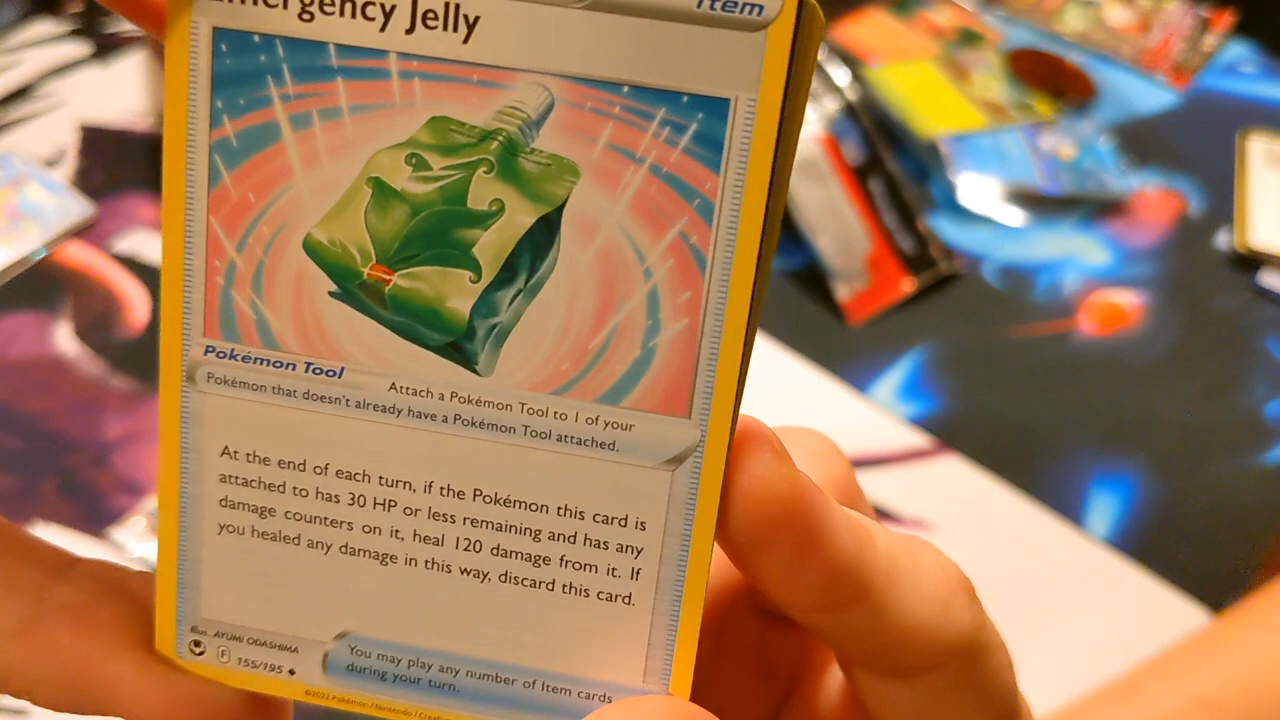 Item
Emergency Jelly
Pokémon Tool
Attach a Pokémon Tool to 1 of your
Pokémon that doesn't already have a Pokémon Tool attached.
At the end of each turn, if the Pokémon this card is
attached to has 30 HP or less remaining and has any
damage counters on it, heal 120 damage from it. If
you healed any damage in this way, discard this card.
Illus. AYUMI ODASHIMA
F 155/195
You may play any number of Item cards
during your turn.
©2022 Pokémon / Nintendo /